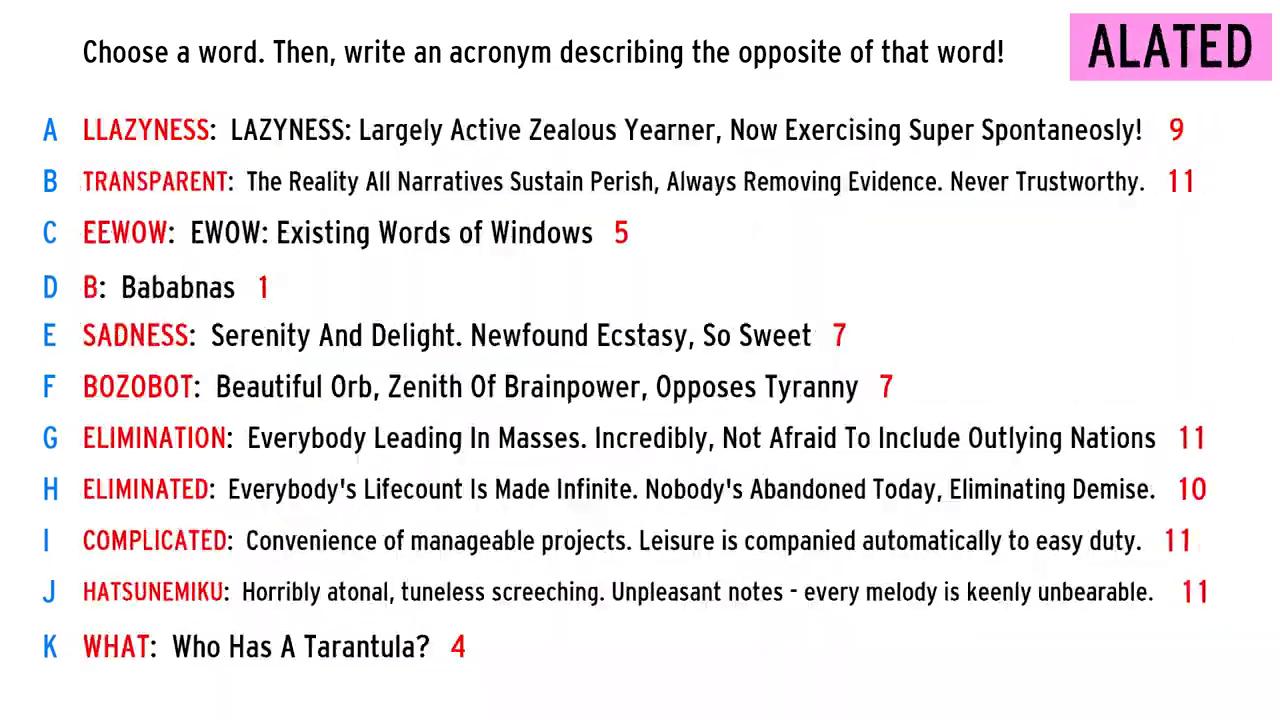 Choose a word. Then, write an acronym describing the opposite of that word!
ALATED
A LLAZYNESS: LAZYNESS: Largely Active Zealous Yearner, Now Exercising Super Spontaneosly! 9
B TRANSPARENT: The Reality All Narratives Sustain Perish, Always Removing Evidence. Never Trustworthy. 11
C EEWOW: EWOW: Existing Words of Windows 5
D B: Bababnas 1
E SADNESS: Serenity And Delight. Newfound Ecstasy, So Sweet 7
F BOZOBOT: Beautiful Orb, Zenith Of Brainpower, Opposes Tyranny 7
G ELIMINATION: Everybody Leading In Masses. Incredibly, Not Afraid To Include Outlying Nations 11
H ELIMINATED: Everybody's Lifecount Is Made Infinite. Nobody's Abandoned Today, Eliminating Demise. 10
I COMPLICATED: Convenience of manageable projects. Leisure is companied automatically to easy duty. 11
J HATSUNEMIKU: Horribly atonal, tuneless screeching. Unpleasant notes - every melody is keenly unbearable. 11
K WHAT: Who Has A Tarantula? 4